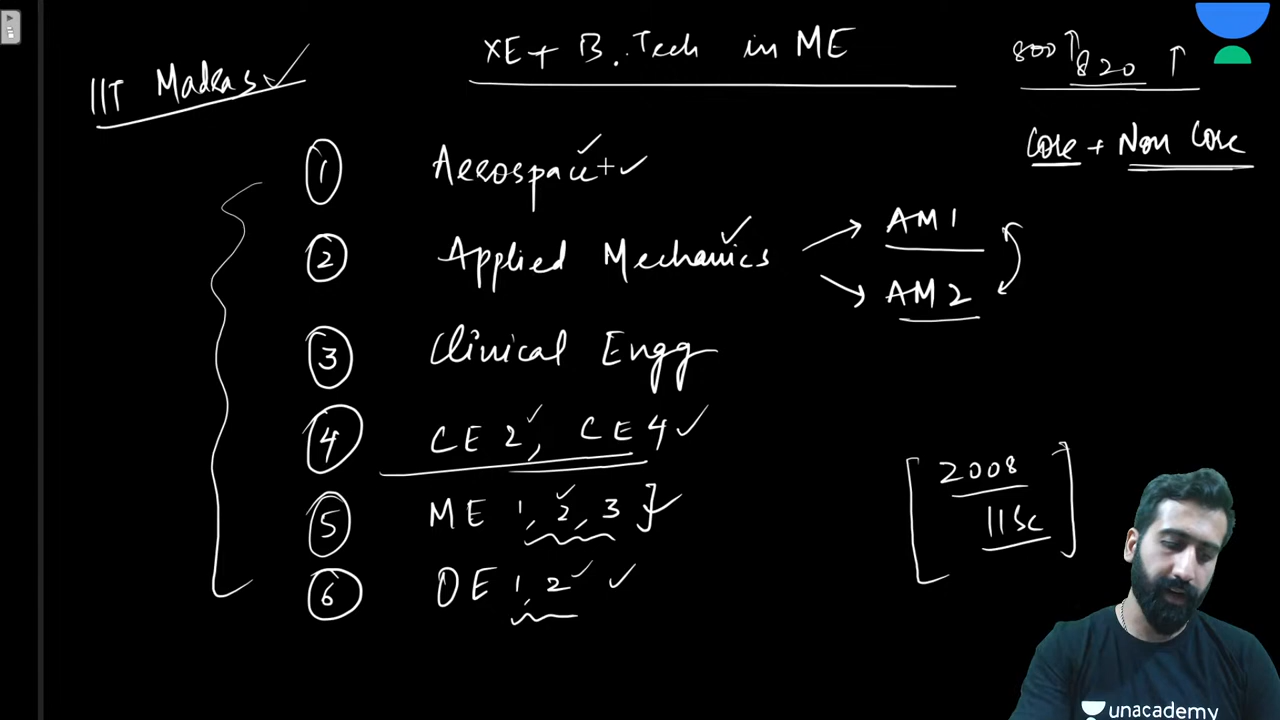 XE + B.Tech in ME
800 820
IIT Madras
Core + Non Core
1 Aerospace +
2 Applied Mechanics
AM1
AM2
3 Clinical Engg
4 CE 2, CE 4
5 ME 1, 2, 3
6 OE 1, 2
2008
IISc
unacademy